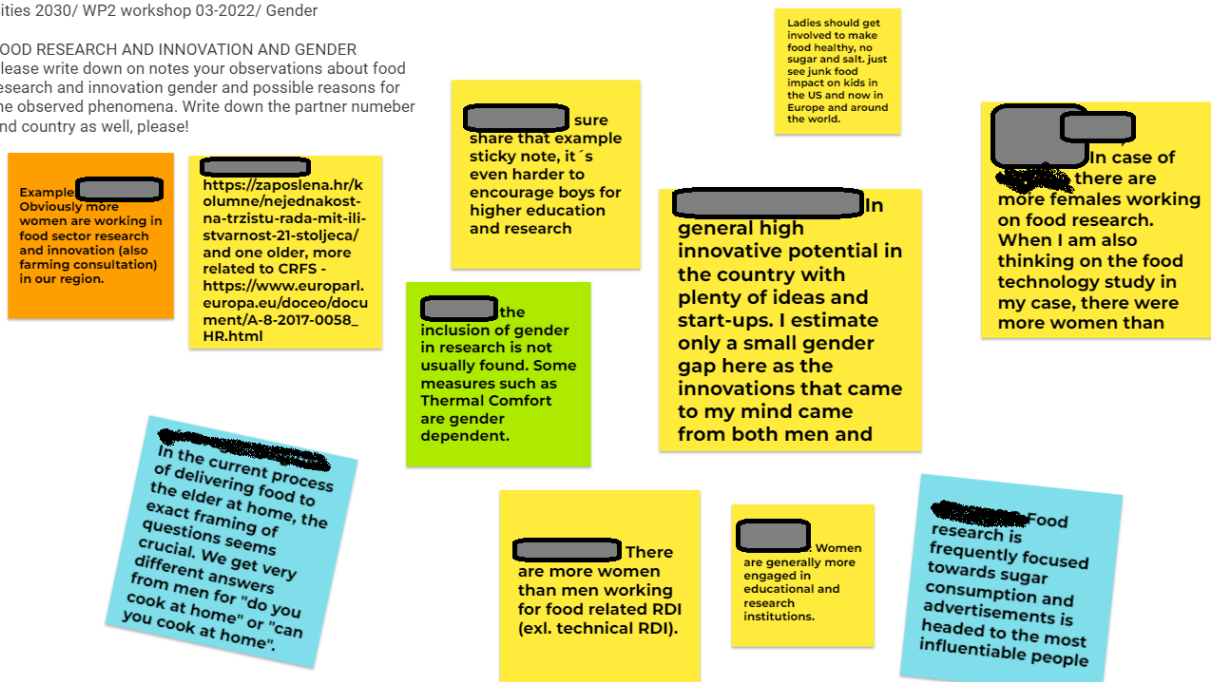 ities 2030/ WP2 workshop 03-2022/ Gender
OOD RESEARCH AND INNOVATION AND GENDER
lease write down on notes your observations about food
esearch and innovation gender and possible reasons for
he observed phenomena. Write down the partner numeber
nd country as well, please!
Example:
Obviously more
women are working in
food sector research
and innovation (also
farming consultation)
in our region.
https://zaposlena.hr/k
olumne/nejednakost-
na-trzistu-rada-mit-ili-
stvarnost-21-stoljeca/
and one older, more
related to CRFS -
https://www.europarl.
europa.eu/doceo/docu
ment/A-8-2017-0058_
HR.html
sure
share that example
sticky note, it´s
even harder to
encourage boys for
higher education
and research
Ladies should get
involved to make
food healthy, no
sugar and salt. just
see junk food
impact on kids in
the US and now in
Europe and around
the world.
In case of
there are
more females working
on food research.
When I am also
thinking on the food
technology study in
my case, there were
more women than
In
general high
innovative potential in
the country with
plenty of ideas and
start-ups. I estimate
only a small gender
gap here as the
innovations that came
to my mind came
from both men and
the
inclusion of gender
in research is not
usually found. Some
measures such as
Thermal Comfort
are gender
dependent.
In the current process
of delivering food to
the elder at home, the
exact framing of
questions seems
crucial. We get very
different answers
from men for "do you
cook at home" or "can
you cook at home".
There
are more women
than men working
for food related RDI
(exl. technical RDI).
. Women
are generally more
engaged in
educational and
research
institutions.
Food
research is
frequently focused
towards sugar
consumption and
advertisements is
headed to the most
influentiable people